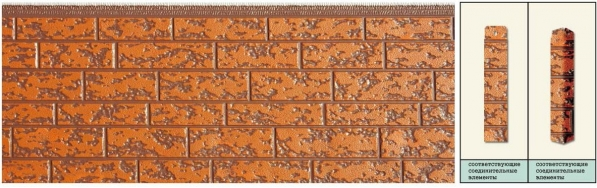 соответствующие
соединительные
элементы
соответствующие
соединительные
элементы